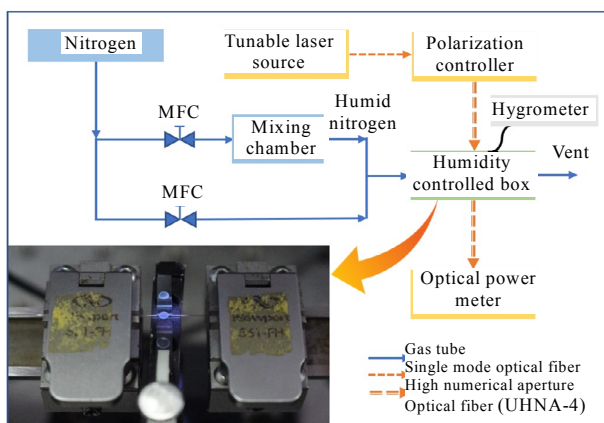 Nitrogen
Tunable laser
source
Polarization
controller
MFC
Mixing
chamber
Humid
nitrogen
Hygrometer
Humidity
controlled box
Vent
MFC
Optical power
meter
Gas tube
Single mode optical fiber
High numerical aperture
Optical fiber (UHNA-4)